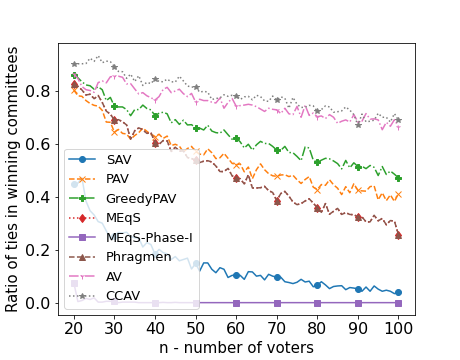 Ratio of ties in winning committees
0.8
0.6
0.4
0.2
0.0
SAV
PAV
GreedyPAV
MEqS
MEqS-Phase-I
Phragmen
AV
CCAV
20 30 40 50 60 70 80 90 100
n - number of voters